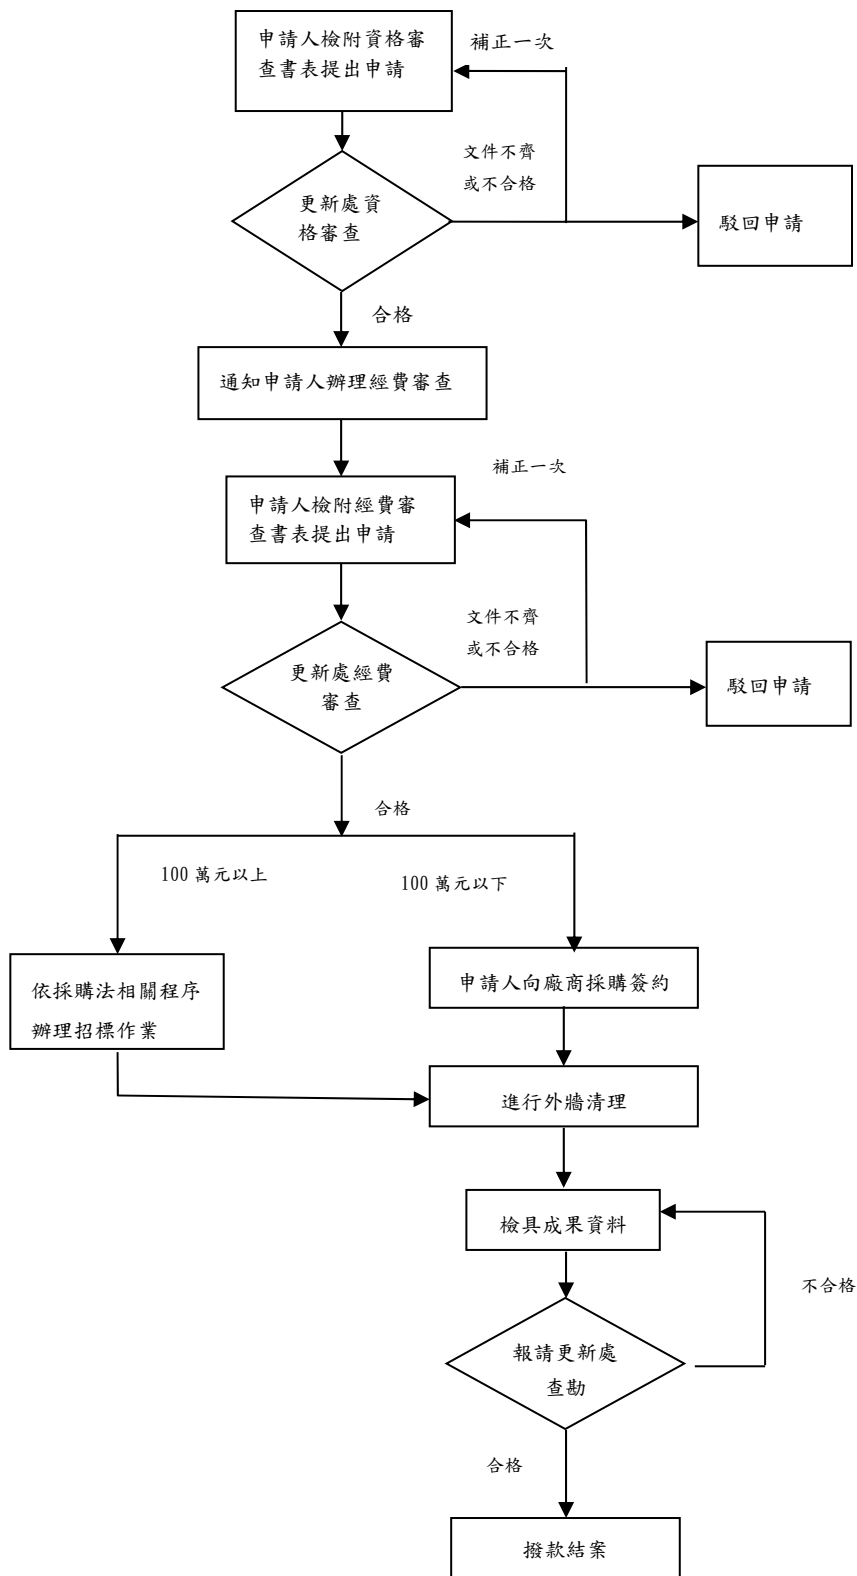 申請人檢附資格審
查書表提出申請
補正一次
文件不齊
或不合格
更新處資
格審查
駁回申請
合格
通知申請人辦理經費審查
補正一次
申請人檢附經費審
查書表提出申請
文件不齊
或不合格
更新處經費
審查
駁回申請
合格
100 萬元以上
100 萬元以下
依採購法相關程序
辦理招標作業
申請人向廠商採購簽約
進行外牆清理
檢具成果資料
不合格
報請更新處
查勘
合格
撥款結案